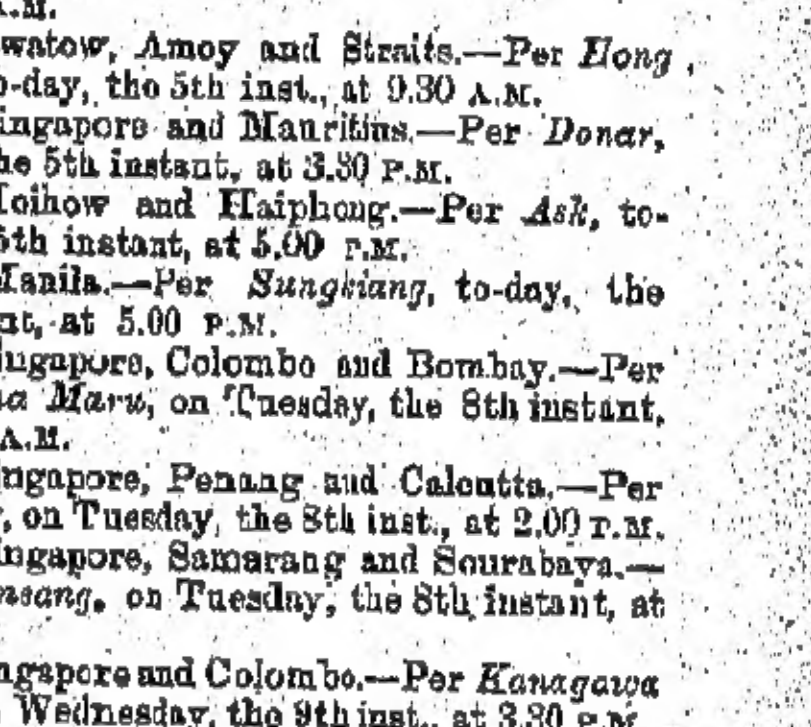 A.M.
watow, Amoy and Straits.—Per Hong
o-day, the 5th inst., at 9.30 A.M.
ingapore and Mauritius.—Per Donar,
he 5th instant, at 3.30 P.M.
Hoihow and Haiphong.—Per Ask, to-
5th instant, at 5.00 P.M.
Manila.—Per Sungkiang, to-day, the
nt, at 5.00 P.M.
ingapore, Colombo and Bombay.—Per
a Maru, on Tuesday, the 8th instant,
A.M.
ngapore, Penang and Calcutta.—Per
, on Tuesday, the 8th inst., at 2.00 P.M.
ingapore, Samarang and Sourabaya.—
nsang, on Tuesday, the 8th instant, at
ngapore and Colombo.—Per Kanagawa
Wednesday, the 9th inst., at 3.30 P.M.